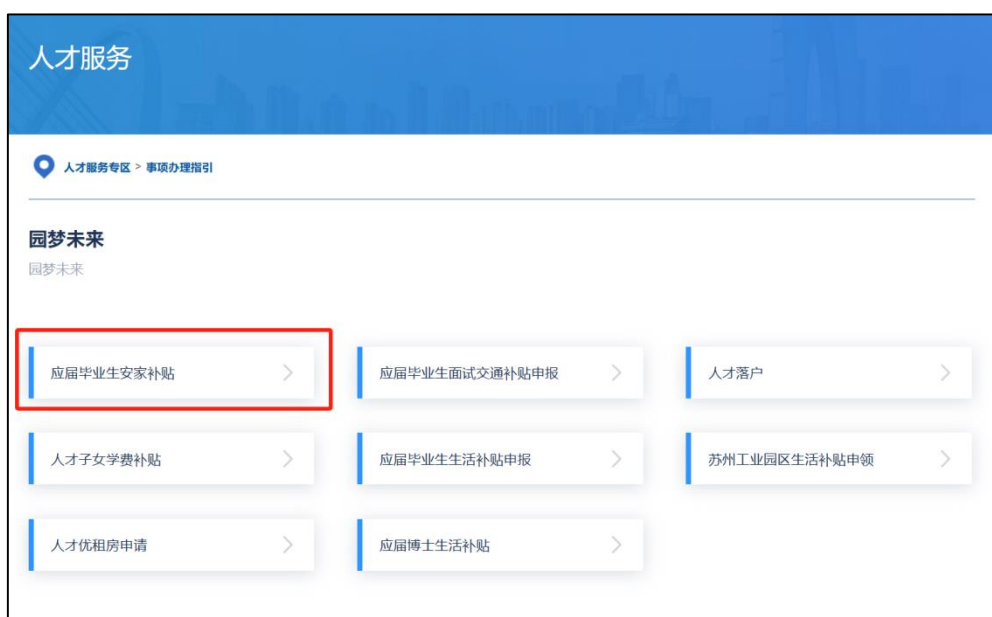 人才服务
人才服务专区 > 事项办理指引
园梦未来
园梦未来
应届毕业生安家补贴
应届毕业生面试交通补贴申报
人才落户
人才子女学费补贴
应届毕业生生活补贴申报
苏州工业园区生活补贴申领
人才优租房申请
应届博士生活补贴